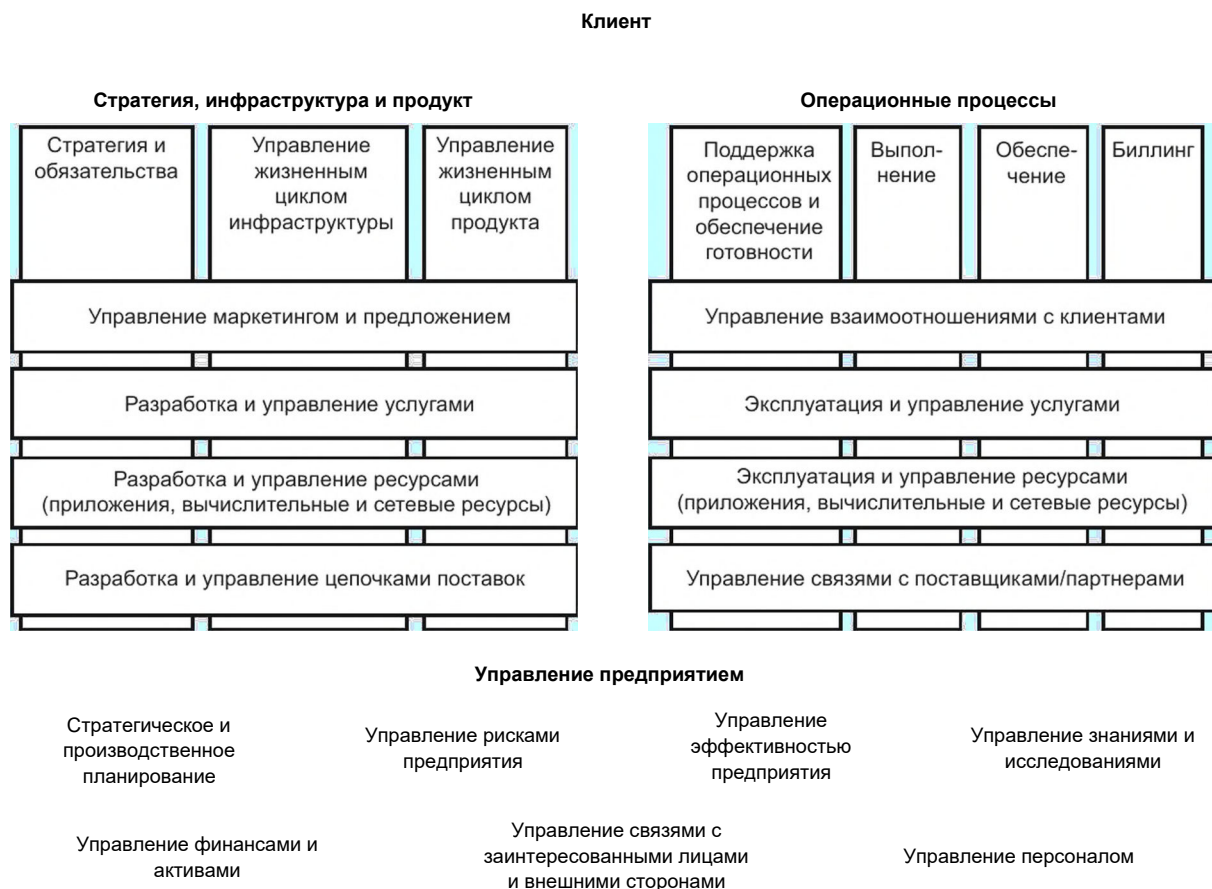 Клиент
Стратегия, инфраструктура и продукт
Операционные процессы
Стратегия и
обязательства
Управление
жизненным
циклом
инфраструктуры
Управление
жизненным
циклом
продукта
Поддержка
операционных
процессов и
обеспечение
готовности
Выпол-
нение
Обеспе-
чение
Биллинг
Управление маркетингом и предложением
Разработка и управление услугами
Разработка и управление ресурсами
(приложения, вычислительные и сетевые ресурсы)
Разработка и управление цепочками поставок
Управление взаимоотношениями с клиентами
Эксплуатация и управление услугами
Эксплуатация и управление ресурсами
(приложения, вычислительные и сетевые ресурсы)
Управление связями с поставщиками/партнерами
Управление предприятием
Стратегическое и
производственное
планирование
Управление рисками
предприятия
Управление
эффективностью
предприятия
Управление знаниями и
исследованиями
Управление финансами и
активами
Управление связями с
заинтересованными лицами
и внешними сторонами
Управление персоналом